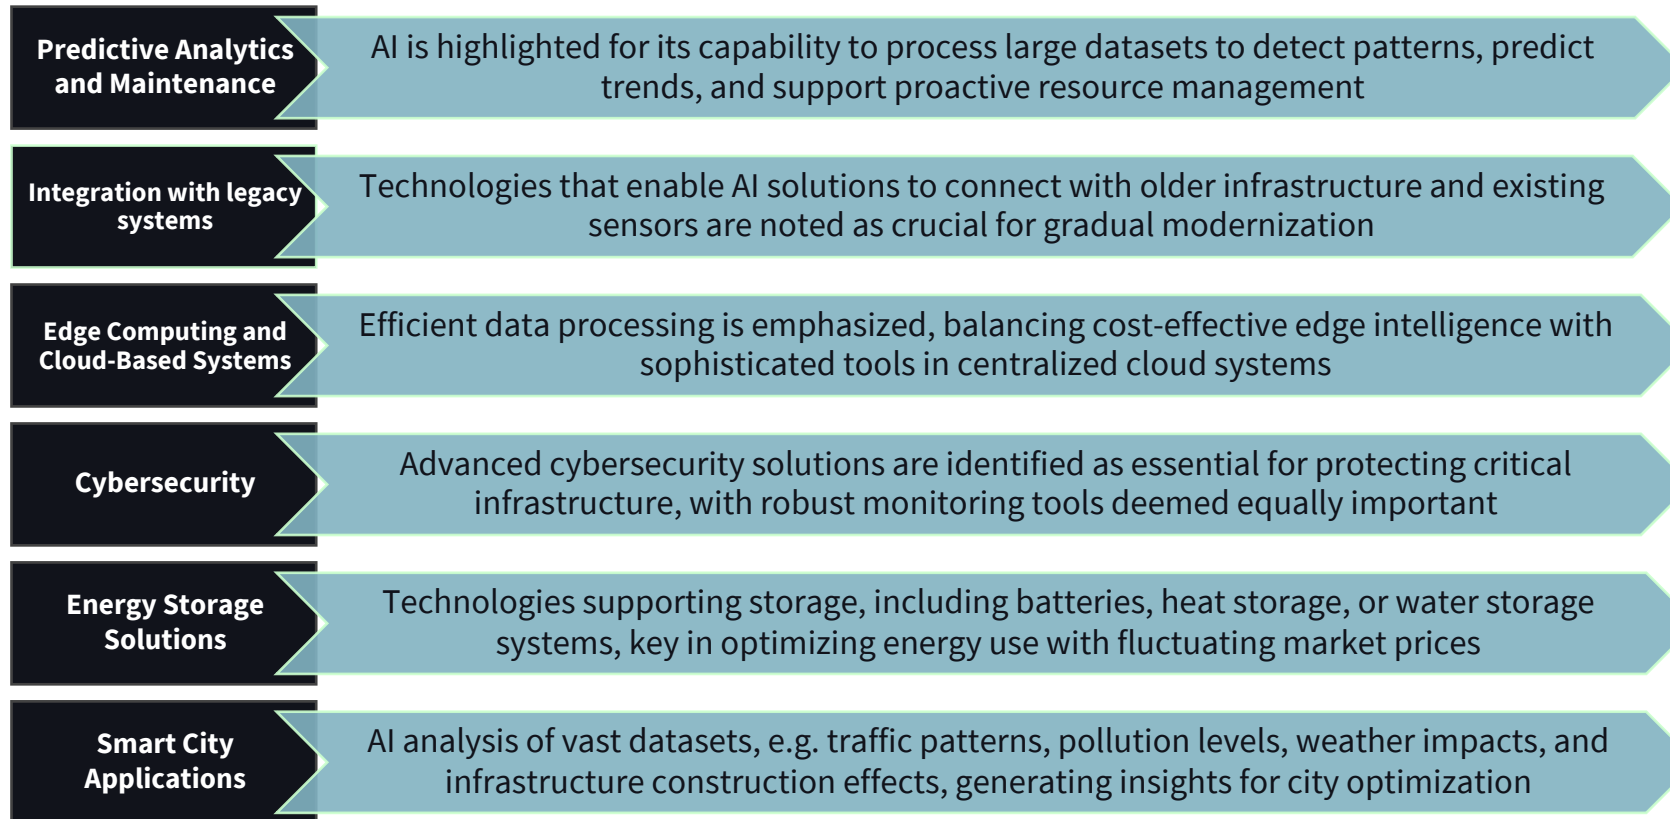 Predictive Analytics
and Maintenance
AI is highlighted for its capability to process large datasets to detect patterns, predict
trends, and support proactive resource management
Integration with legacy
systems
Technologies that enable AI solutions to connect with older infrastructure and existing
sensors are noted as crucial for gradual modernization
Edge Computing and
Cloud-Based Systems
Efficient data processing is emphasized, balancing cost-effective edge intelligence with
sophisticated tools in centralized cloud systems
Cybersecurity
Advanced cybersecurity solutions are identified as essential for protecting critical
infrastructure, with robust monitoring tools deemed equally important
Energy Storage
Solutions
Technologies supporting storage, including batteries, heat storage, or water storage
systems, key in optimizing energy use with fluctuating market prices
Smart City
Applications
AI analysis of vast datasets, e.g. traffic patterns, pollution levels, weather impacts, and
infrastructure construction effects, generating insights for city optimization